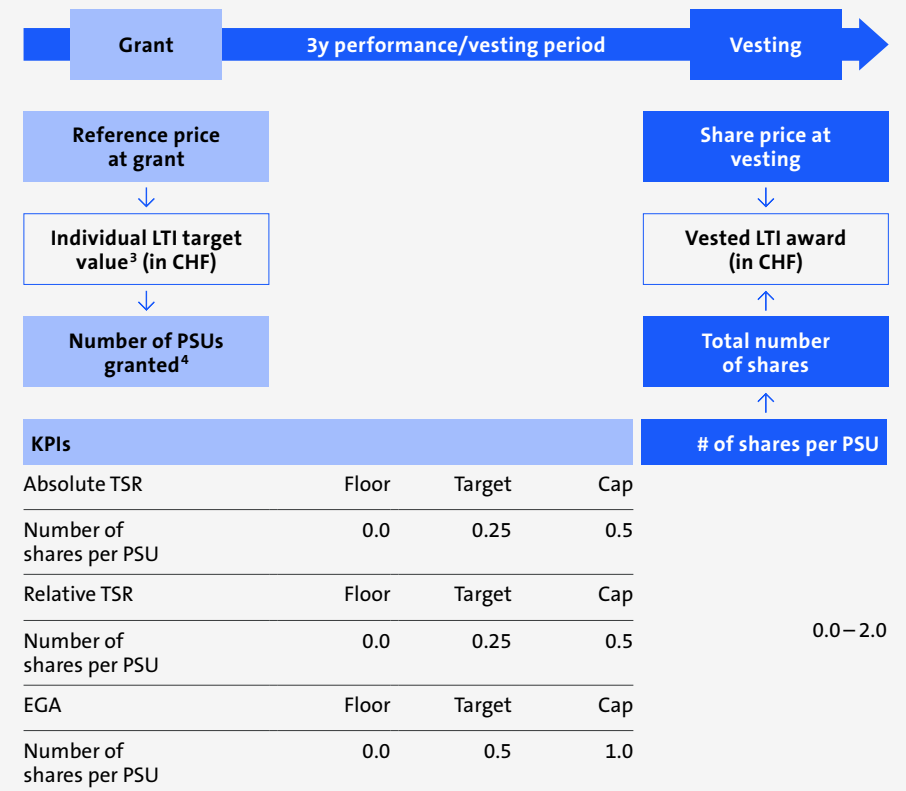 Grant
3y performance/vesting period
Vesting
Reference price
at grant
Share price at
vesting
Individual LTI target
value³ (in CHF)
Vested LTI award
(in CHF)
Number of PSUs
granted⁴
Total number
of shares
KPIs
# of shares per PSU
Absolute TSR Floor Target Cap
Number of
shares per PSU 0.0 0.25 0.5
Relative TSR Floor Target Cap
Number of
shares per PSU 0.0 0.25 0.5
0.0–2.0
EGA Floor Target Cap
Number of
shares per PSU 0.0 0.5 1.0